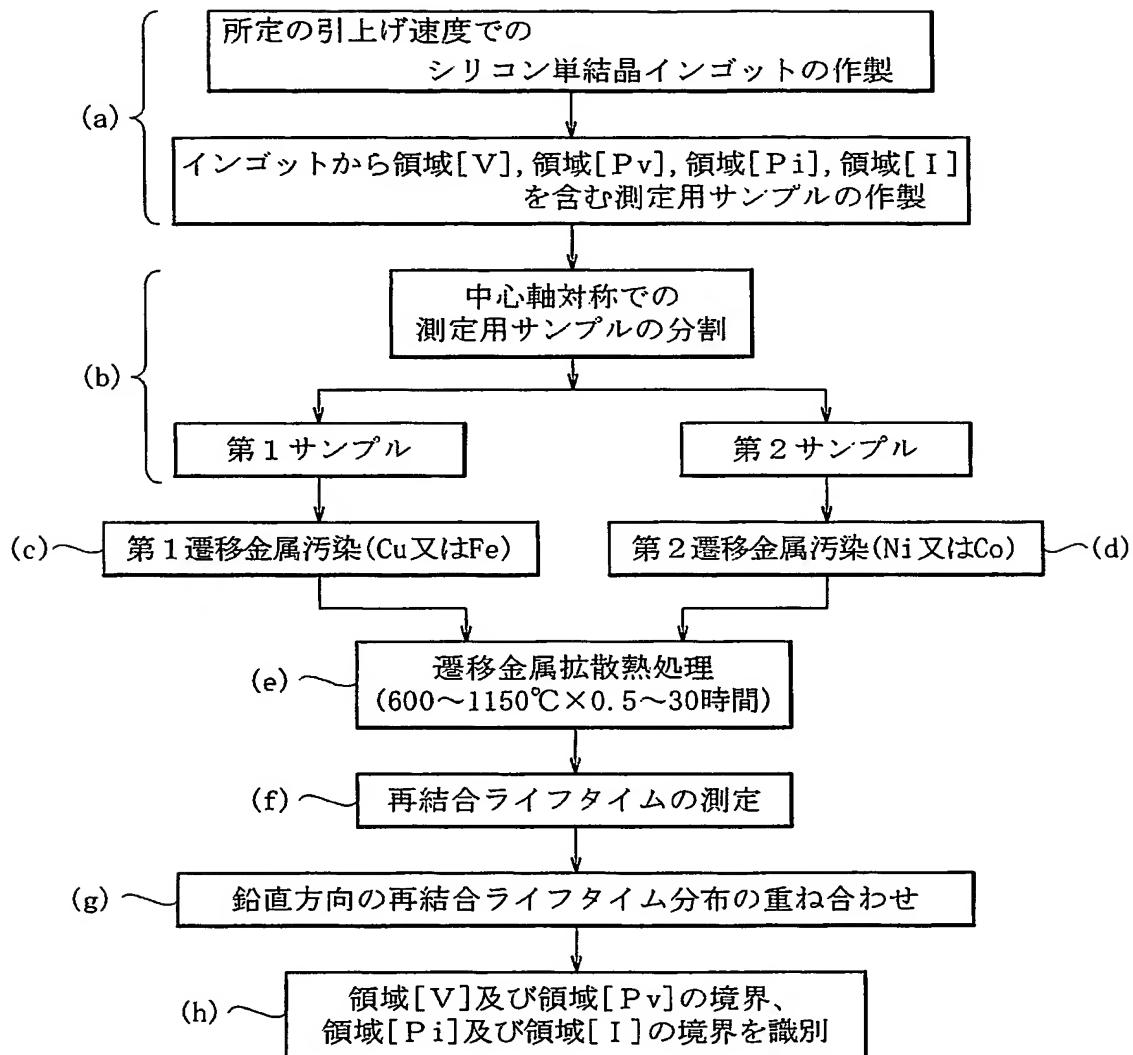 所定の引上げ速度での
シリコン単結晶インゴットの作製
(a)
インゴットから領域[V],領域[Pv],領域[Pi],領域[I]
を含む測定用サンプルの作製
中心軸対称での
測定用サンプルの分割
(b)
第1サンプル
第2サンプル
(c)
第1遷移金属汚染(Cu又はFe)
第2遷移金属汚染(Ni又はCo)
(d)
(e)
遷移金属拡散熱処理
(600～1150℃×0.5～30時間)
(f)
再結合ライフタイムの測定
(g)
鉛直方向の再結合ライフタイム分布の重ね合わせ
(h)
領域[V]及び領域[Pv]の境界、
領域[Pi]及び領域[I]の境界を識別